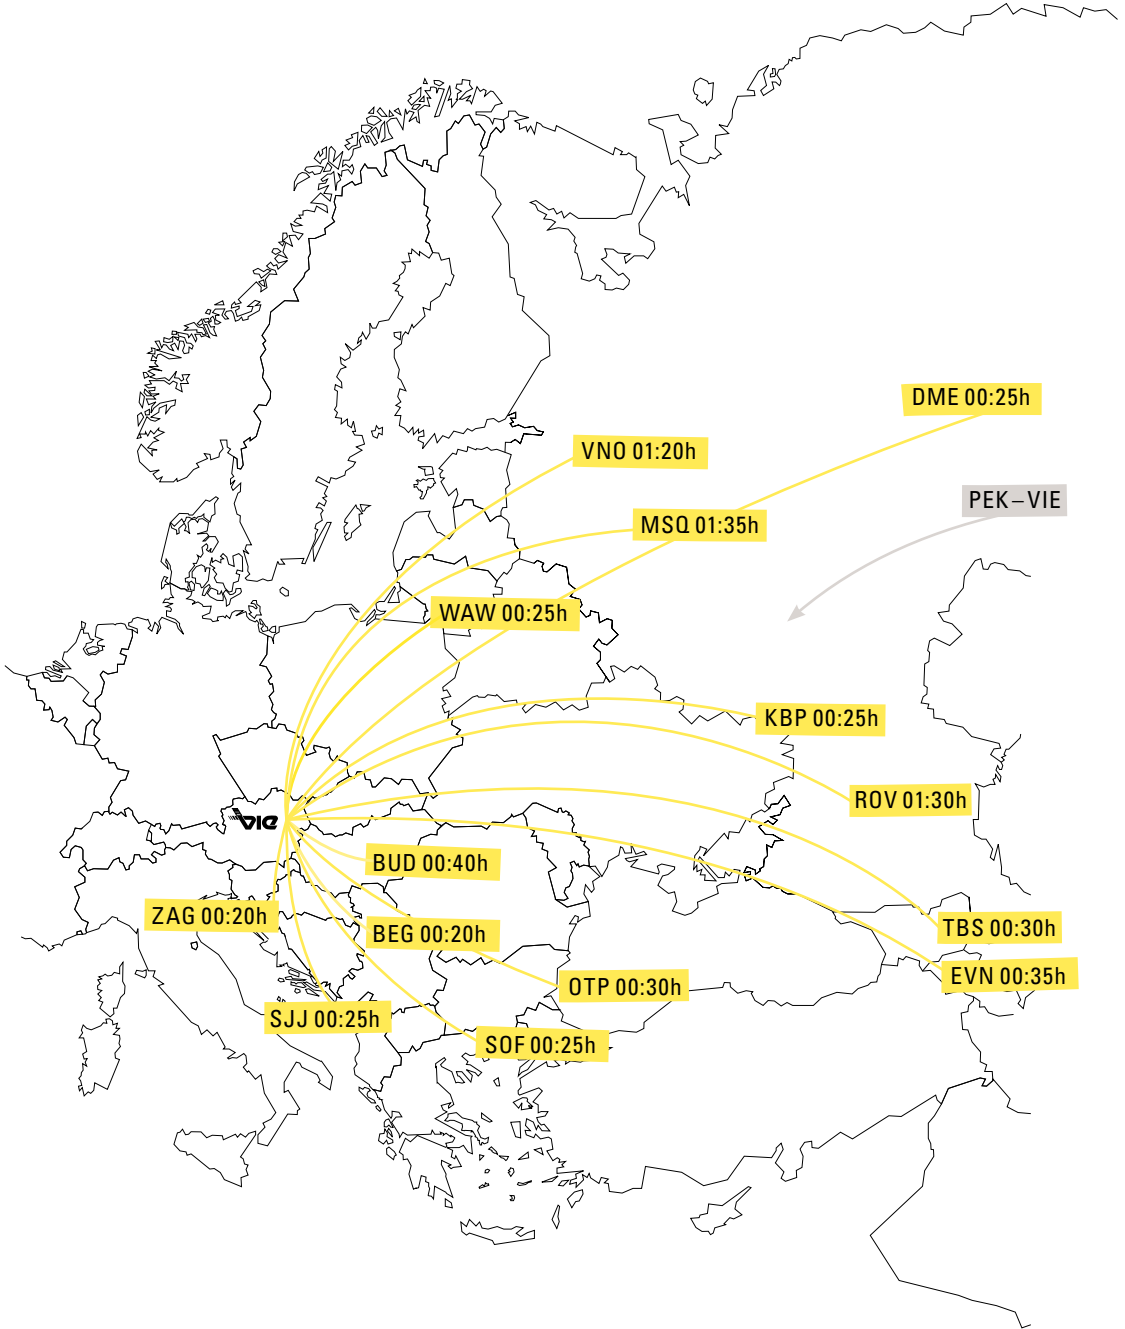 DME 00:25h
VNO 01:20h
PEK–VIE
MSQ 01:35h
WAW 00:25h
KBP 00:25h
ROV 01:30h
VIE
BUD 00:40h
ZAG 00:20h
BEG 00:20h
TBS 00:30h
EVN 00:35h
OTP 00:30h
SJJ 00:25h
SOF 00:25h